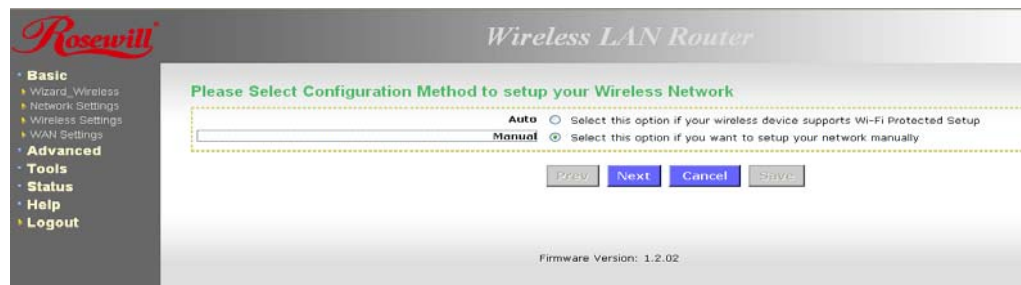 Rosewill
Wireless LAN Router
Basic
Wizard_Wireless
Network Settings
Wireless Settings
WAN Settings
Advanced
Tools
Status
Help
Logout
Please Select Configuration Method to setup your Wireless Network
Auto Select this option if your wireless device supports Wi-Fi Protected Setup
Manual Select this option if you want to setup your network manually
Prev Next Cancel Save
Firmware Version: 1.2.02